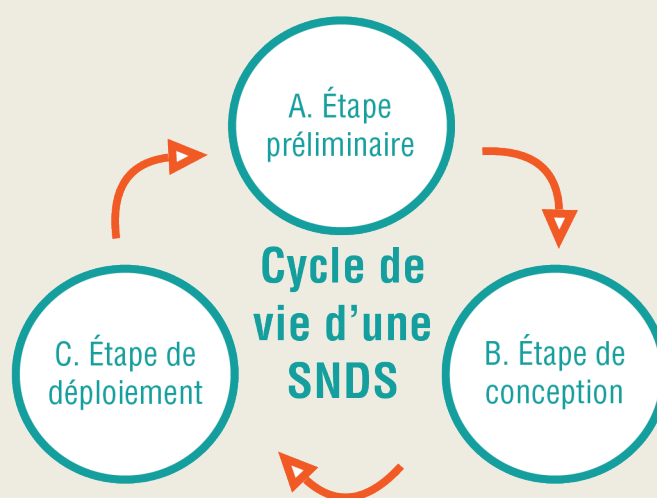 A. Étape
préliminaire
Cycle de
vie d'une
SNDS
B. Étape de
conception
C. Étape de
déploiement